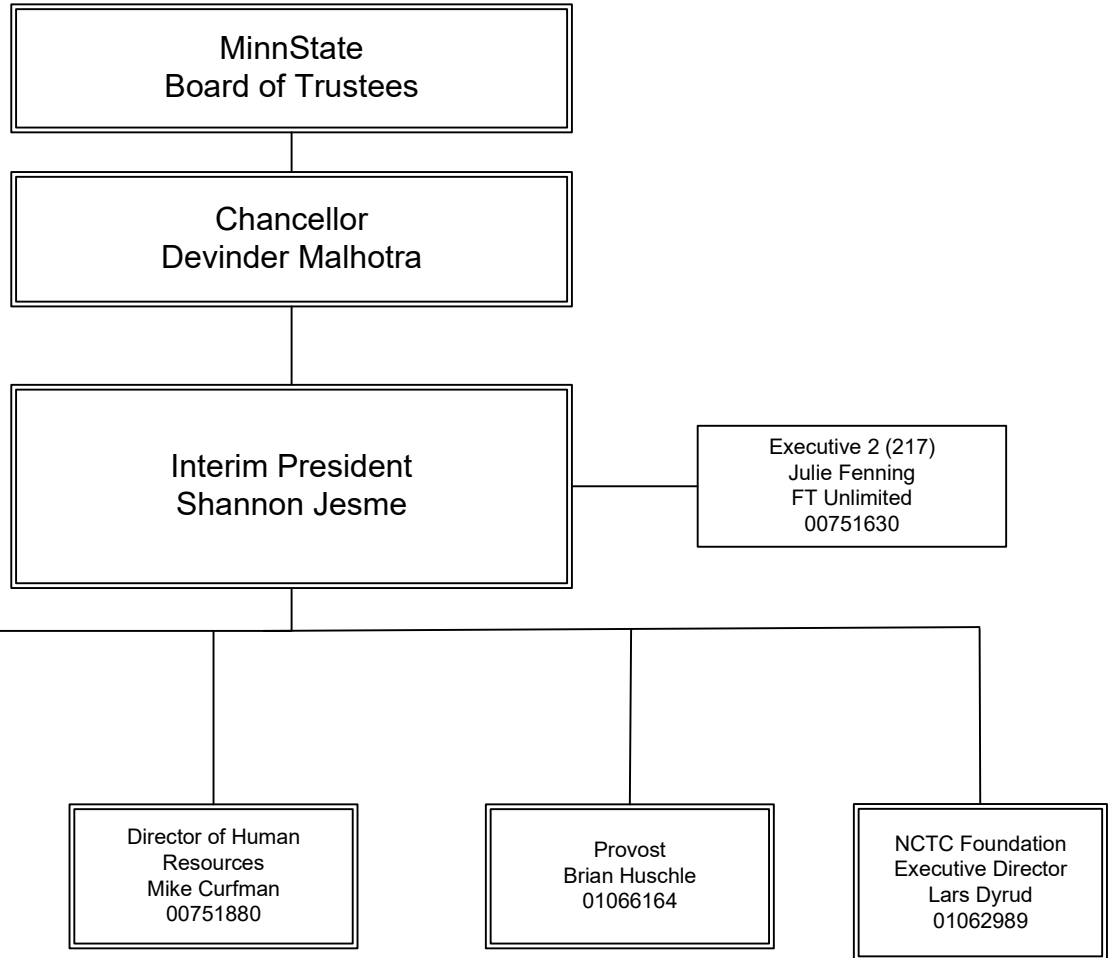 MinnState
Board of Trustees
Chancellor
Devinder Malhotra
Interim President
Shannon Jesme
Executive 2 (217)
Julie Fenning
FT Unlimited
00751630
Director of Human
Resources
Mike Curfman
00751880
Provost
Brian Huschle
01066164
NCTC Foundation
Executive Director
Lars Dyrud
01062989